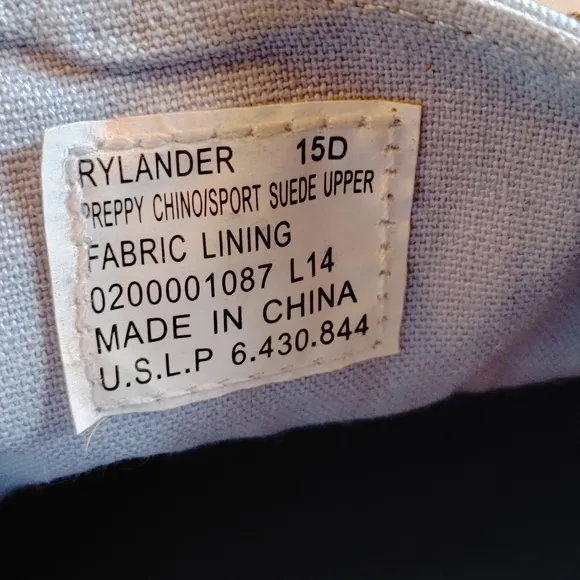 RYLANDER 15D
PREPPY CHINO/SPORT SUEDE UPPER
FABRIC LINING
0200001087 L14
MADE IN CHINA
U.S.L.P 6.430.844